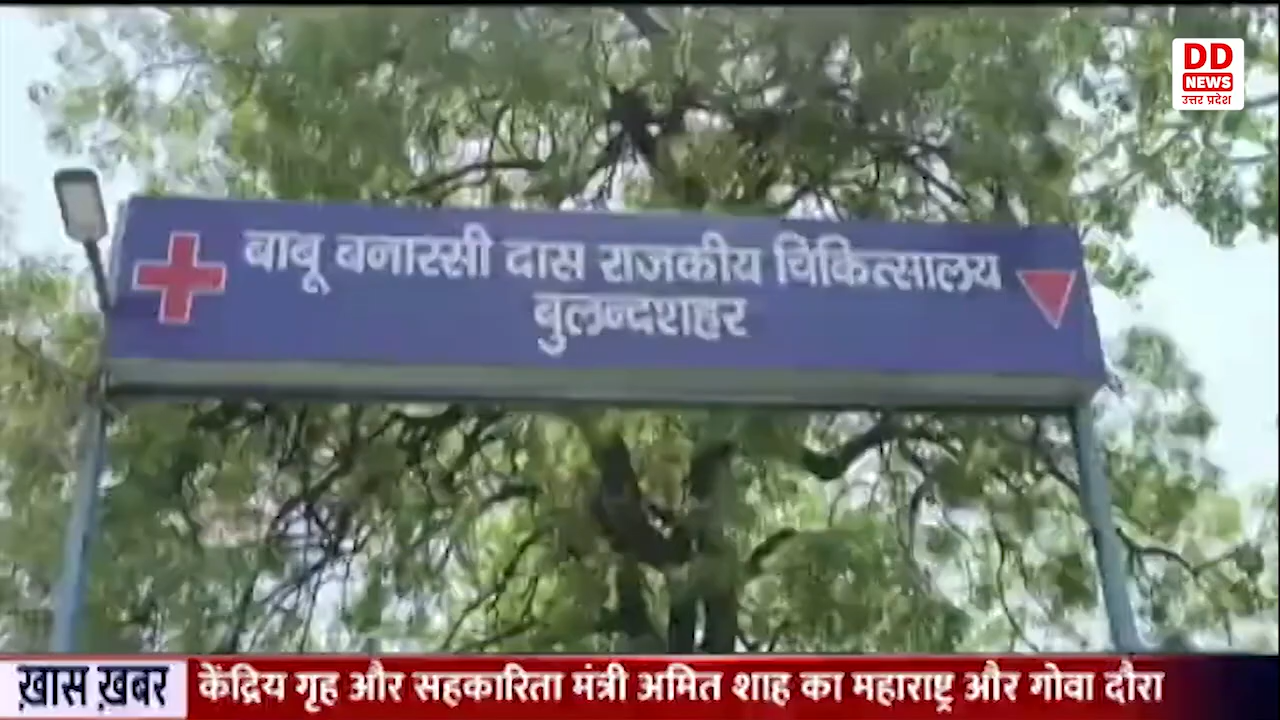 DD
NEWS
उत्तर प्रदेश
बाबू बनारसी दास राजकीय चिकित्सालय
बुलन्दशहर
ख़ास ख़बर
केंद्रिय गृह और सहकारिता मंत्री अमित शाह का महाराष्ट्र और गोवा दौरा